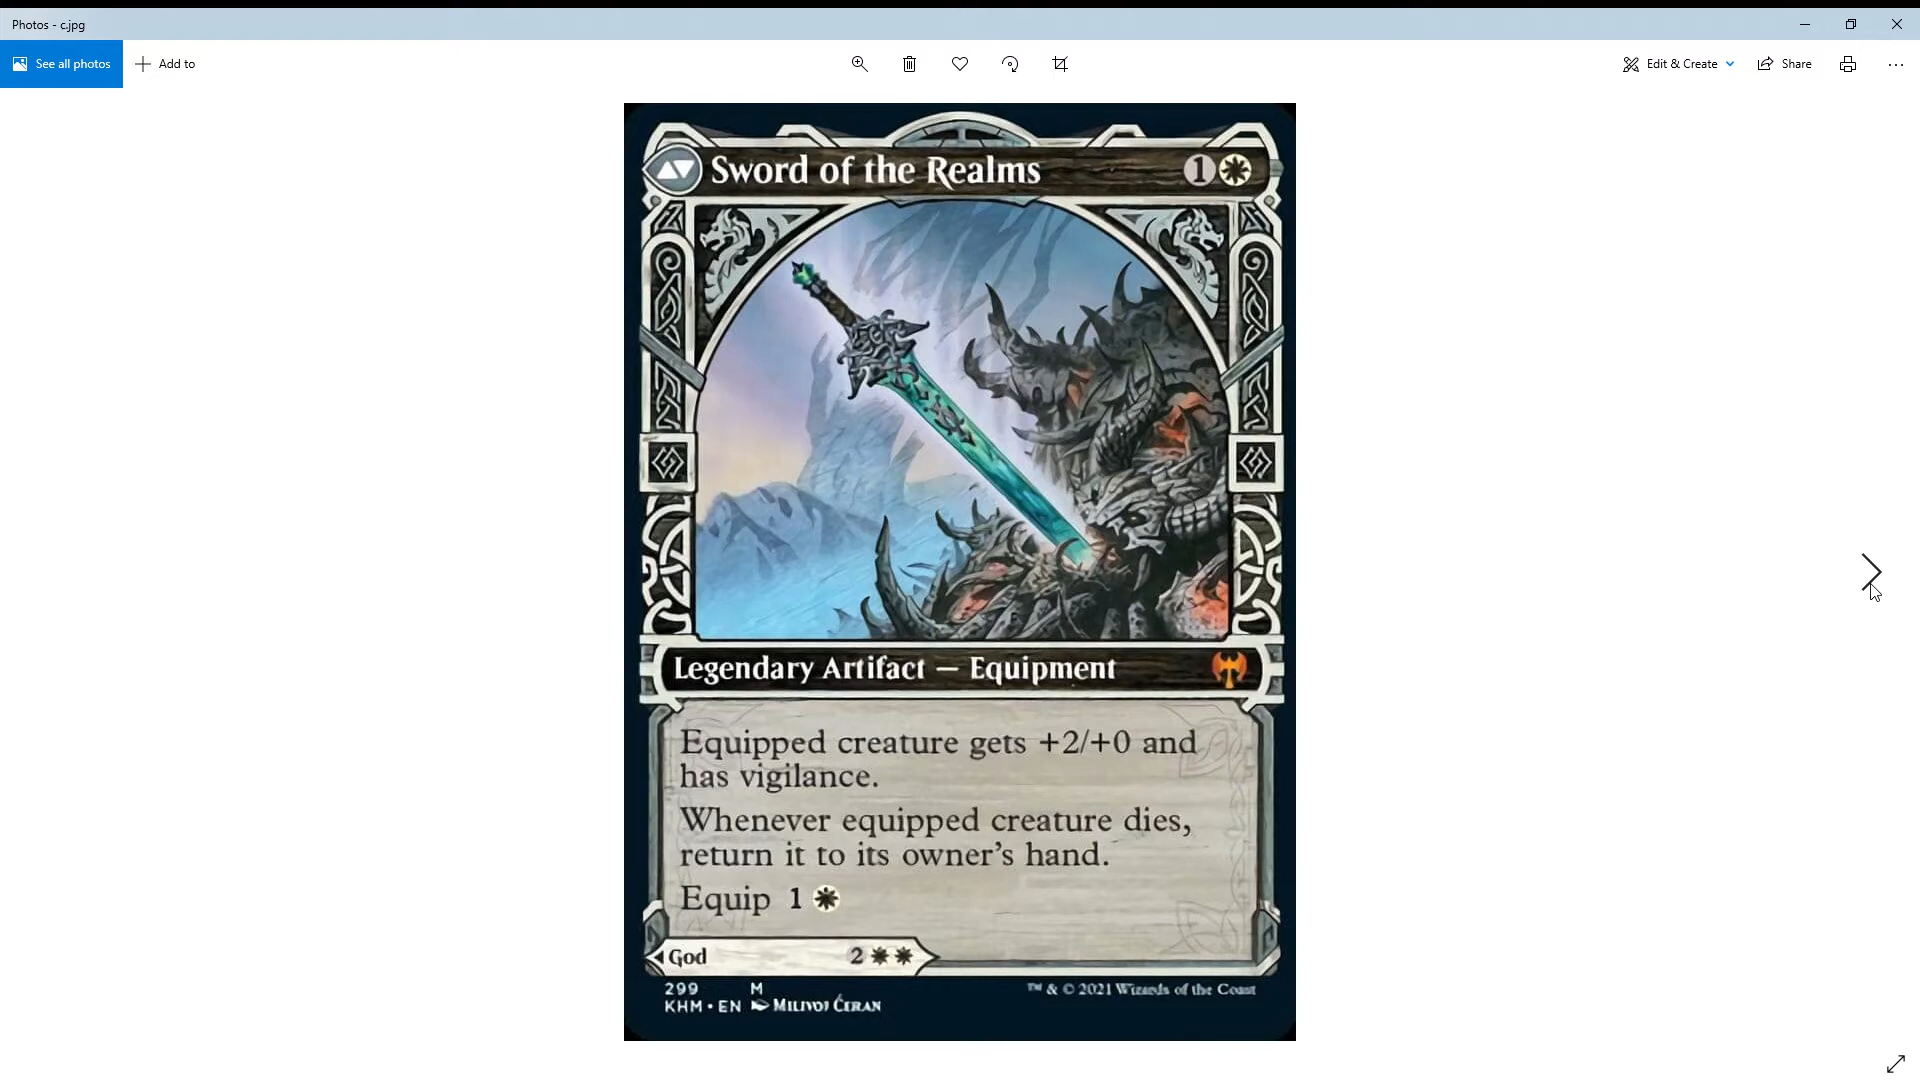 Photos - c.jpg
See all photos
Add to
Edit & Create
Share
Sword of the Realms 1
Legendary Artifact — Equipment
Equipped creature gets +2/+0 and
has vigilance.
Whenever equipped creature dies,
return it to its owner's hand.
Equip 1
God 2
299 M
KHM • EN Milivoj Ćeran
™ & © 2021 Wizards of the Coast